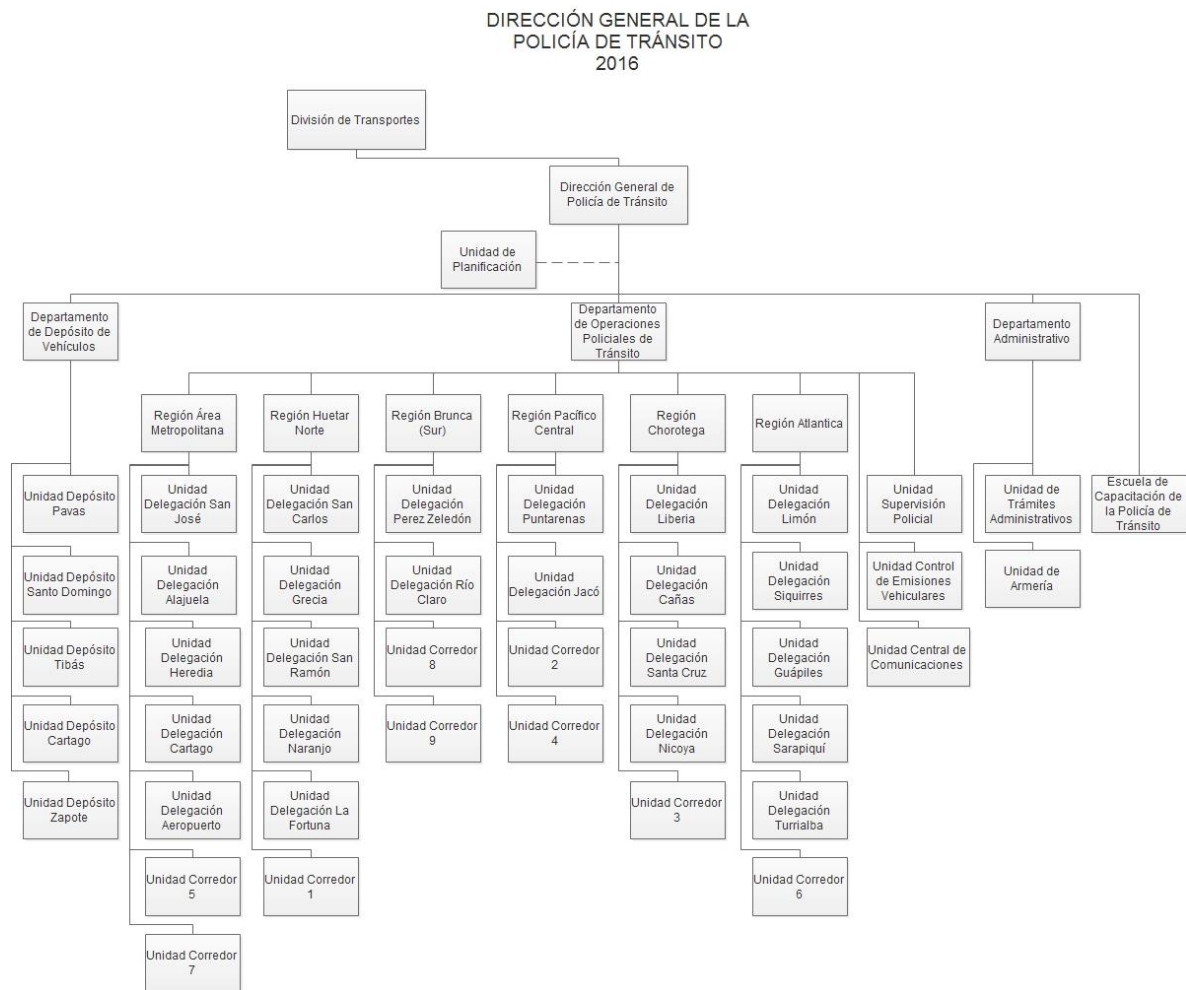 DIRECCIÓN GENERAL DE LA
POLICÍA DE TRÁNSITO
2016
División de Transportes
Dirección General de
Policía de Tránsito
Unidad de
Planificación
Departamento
de Depósito de
Vehículos
Departamento
de Operaciones
Policiales de
Tránsito
Departamento
Administrativo
Región Área
Metropolitana
Región Huetar
Norte
Región Brunca
(Sur)
Región Pacífico
Central
Región
Chorotega
Región Atlantica
Unidad Depósito
Pavas
Unidad
Delegación San
José
Unidad
Delegación San
Carlos
Unidad
Delegación
Perez Zeledón
Unidad
Delegación
Puntarenas
Unidad
Delegación
Liberia
Unidad
Delegación
Limón
Unidad
Supervisión
Policial
Unidad de
Trámites
Administrativos
Escuela de
Capacitación de
la Policía de
Tránsito
Unidad Depósito
Santo Domingo
Unidad
Delegación
Alajuela
Unidad
Delegación
Grecia
Unidad
Delegación Río
Claro
Unidad
Delegación Jacó
Unidad
Delegación
Cañas
Unidad
Delegación
Siquirres
Unidad Control
de Emisiones
Vehiculares
Unidad de
Armería
Unidad Depósito
Tibás
Unidad
Delegación
Heredia
Unidad
Delegación San
Ramón
Unidad Corredor
8
Unidad Corredor
2
Unidad
Delegación
Santa Cruz
Unidad
Delegación
Guápiles
Unidad Central de
Comunicaciones
Unidad Depósito
Cartago
Unidad
Delegación
Cartago
Unidad
Delegación
Naranjo
Unidad Corredor
9
Unidad Corredor
4
Unidad
Delegación
Nicoya
Unidad
Delegación
Sarapiquí
Unidad Depósito
Zapote
Unidad
Delegación
Aeropuerto
Unidad
Delegación La
Fortuna
Unidad Corredor
3
Unidad
Delegación
Turrialba
Unidad Corredor
5
Unidad Corredor
1
Unidad Corredor
6
Unidad Corredor
7